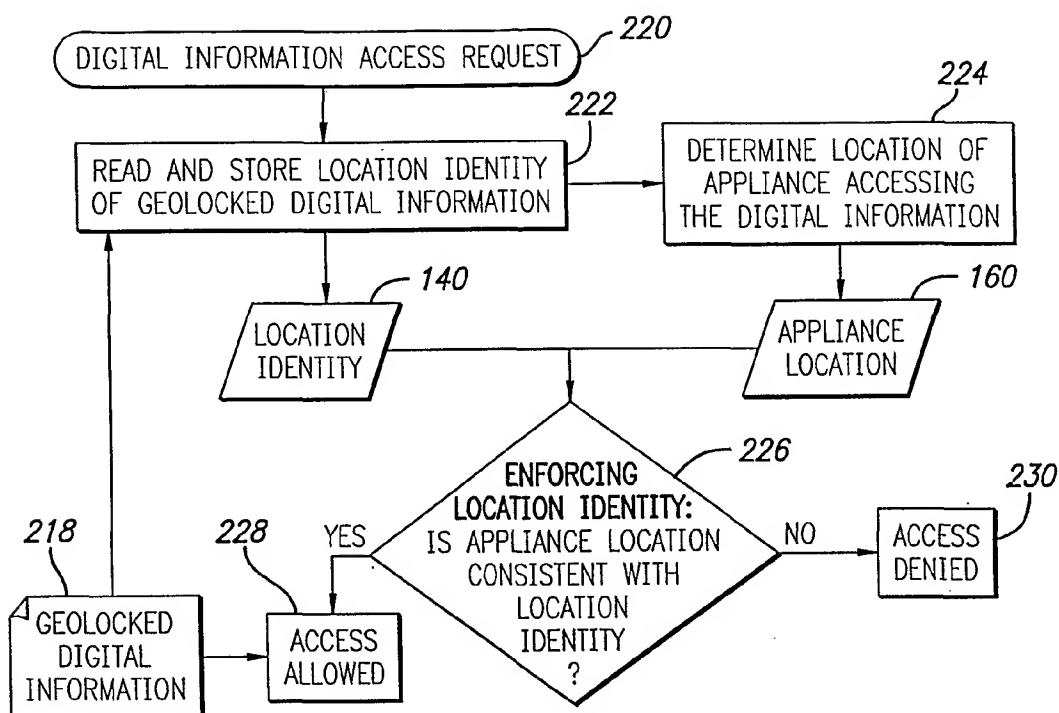 220
DIGITAL INFORMATION ACCESS REQUEST
222
READ AND STORE LOCATION IDENTITY
OF GEOLOCKED DIGITAL INFORMATION
224
DETERMINE LOCATION OF
APPLIANCE ACCESSING
THE DIGITAL INFORMATION
140
LOCATION
IDENTITY
160
APPLIANCE
LOCATION
226
ENFORCING
LOCATION IDENTITY:
IS APPLIANCE LOCATION
CONSISTENT WITH
LOCATION
IDENTITY
?
YES
NO
230
ACCESS
DENIED
218
GEOLOCKED
DIGITAL
INFORMATION
228
ACCESS
ALLOWED